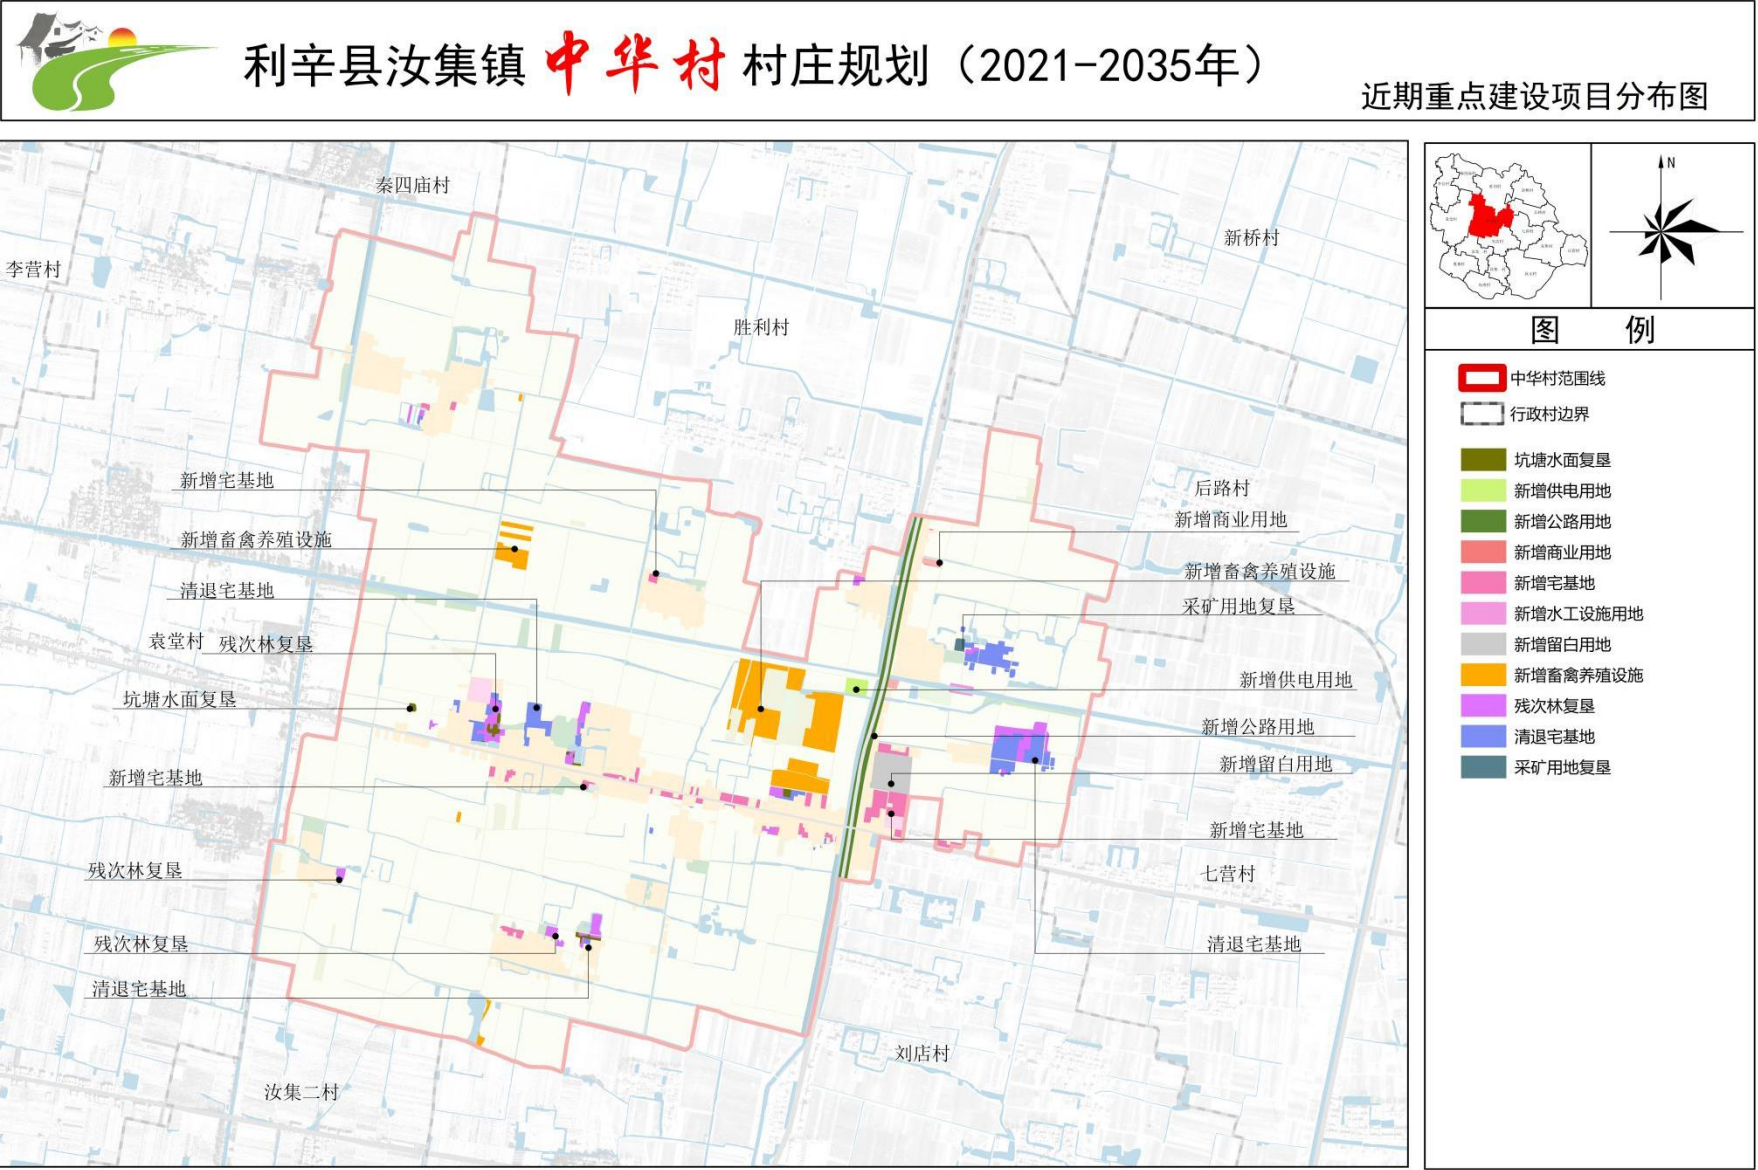 利辛县汝集镇 中华村 村庄规划（2021-2035年）
近期重点建设项目分布图
秦四庙村
李营村
新桥村
胜利村
后路村
新增宅基地
新增商业用地
新增畜禽养殖设施
新增畜禽养殖设施
清退宅基地
采矿用地复垦
袁堂村
残次林复垦
新增供电用地
坑塘水面复垦
新增公路用地
新增留白用地
新增宅基地
新增宅基地
残次林复垦
七营村
残次林复垦
清退宅基地
清退宅基地
刘店村
汝集二村
N
图 例
中华村范围线
行政村边界
坑塘水面复垦
新增供电用地
新增公路用地
新增商业用地
新增宅基地
新增水工设施用地
新增留白用地
新增畜禽养殖设施
残次林复垦
清退宅基地
采矿用地复垦